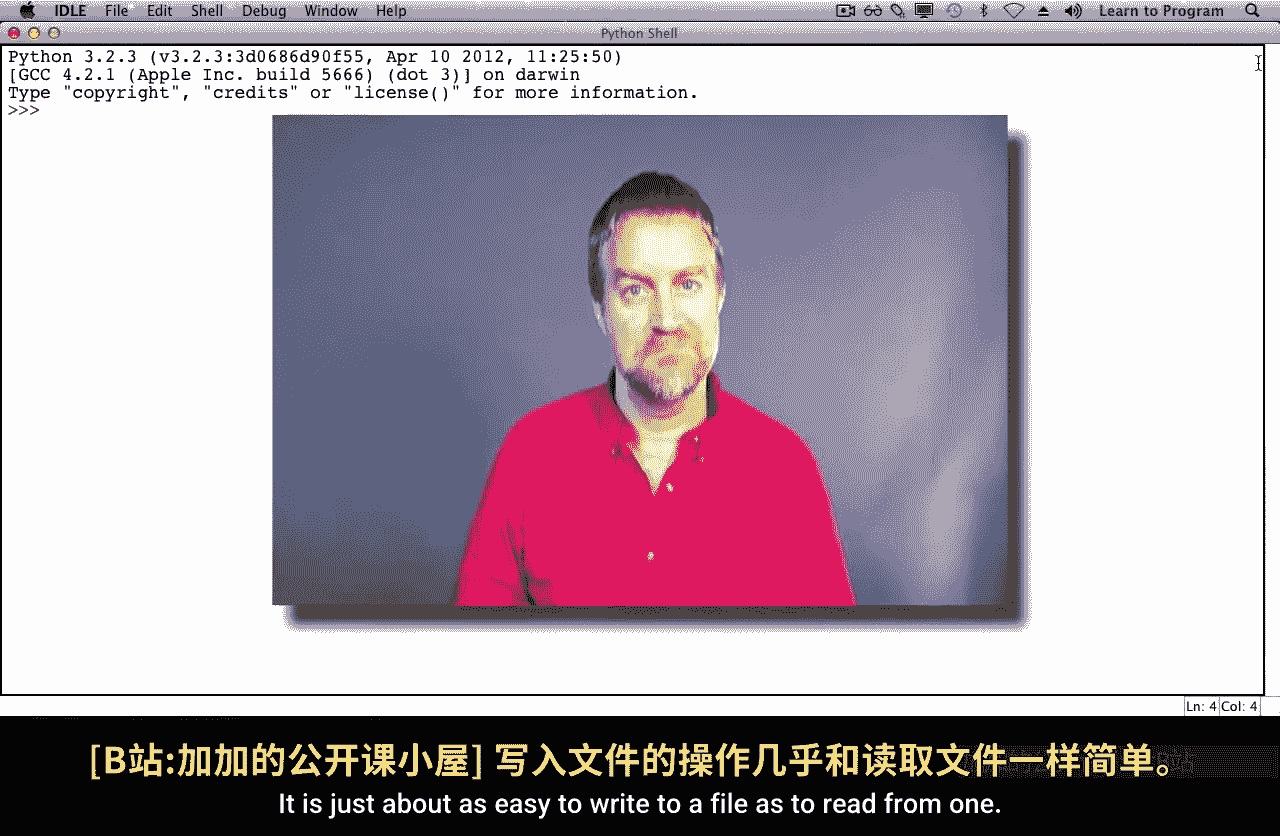 IDLE File Edit Shell Debug Window Help Learn to Program
Python Shell
Python 3.2.3 (v3.2.3:3d0686d90f55, Apr 10 2012, 11:25:50)
[GCC 4.2.1 (Apple Inc. build 5666) (dot 3)] on darwin
Type "copyright", "credits" or "license()" for more information.
>>>
Ln: 4 Col: 4
[B站:加加的公开课小屋] 写入文件的操作几乎和读取文件一样简单。
It is just about as easy to write to a file as to read from one.